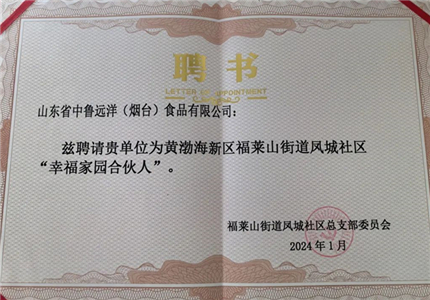 聘书
LETTER OF APPOINTMENT
山东省中鲁远洋（烟台）食品有限公司：
兹聘请贵单位为黄渤海新区福莱山街道凤城社区
“幸福家园合伙人”。
福莱山街道凤城社区总支部委员会
2024年1月